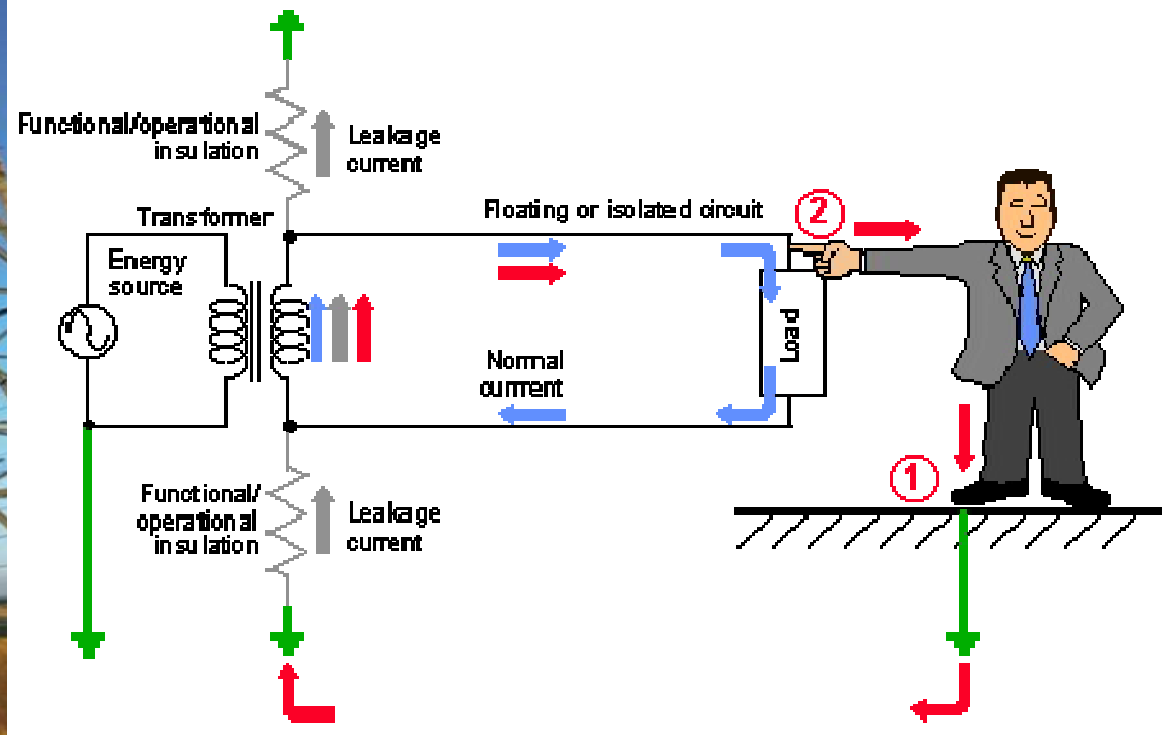 Functional/operational
insulation
Leakage
current
Transformer
Floating or isolated circuit
2
Energy
source
Load
Normal
currrent
1
Functional/
operational
insulation
Leakage
current